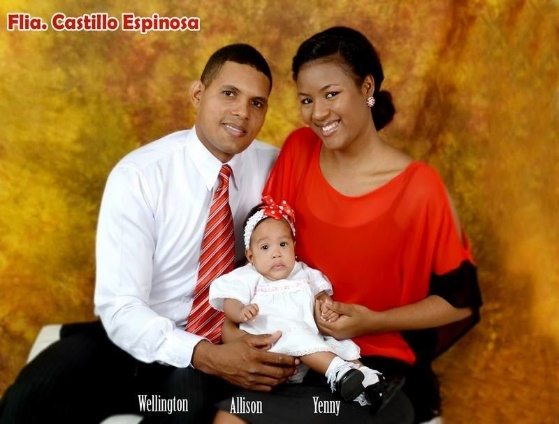 Flia. Castillo Espinosa
Wellington Allison Yenny